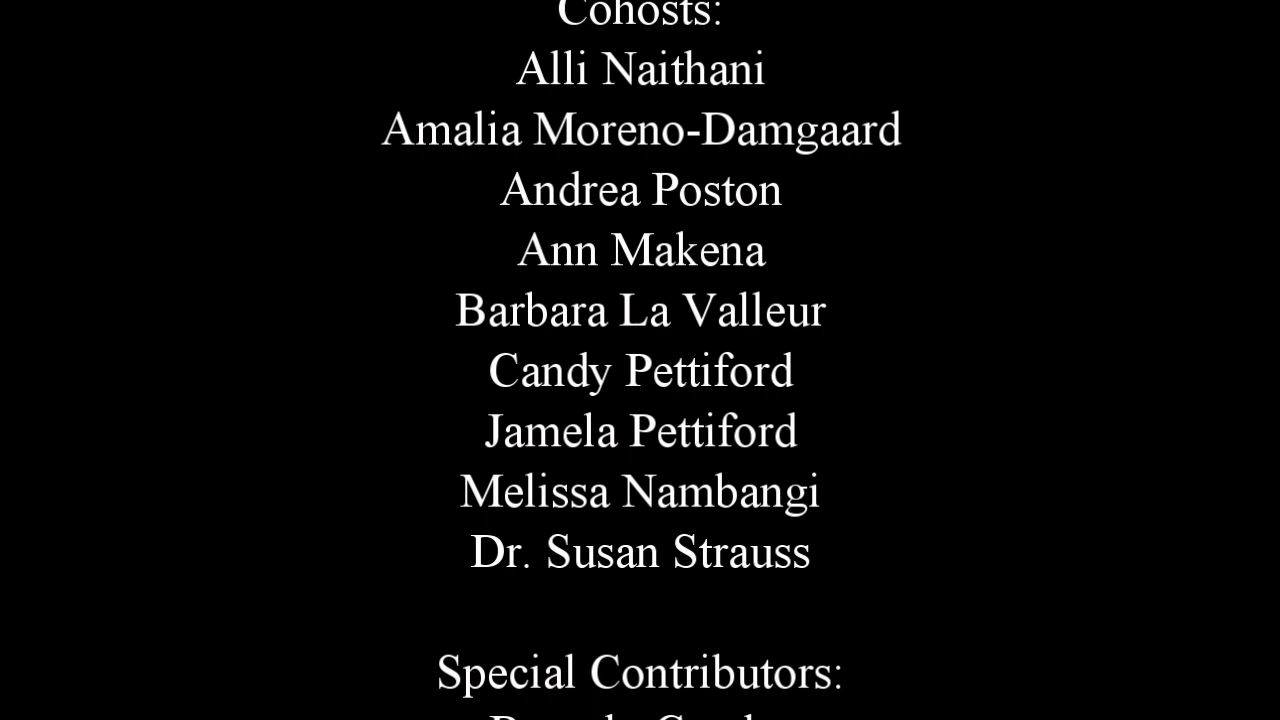 Cohosts:
Alli Naithani
Amalia Moreno-Damgaard
Andrea Poston
Ann Makena
Barbara La Valleur
Candy Pettiford
Jamela Pettiford
Melissa Nambangi
Dr. Susan Strauss
Special Contributors: